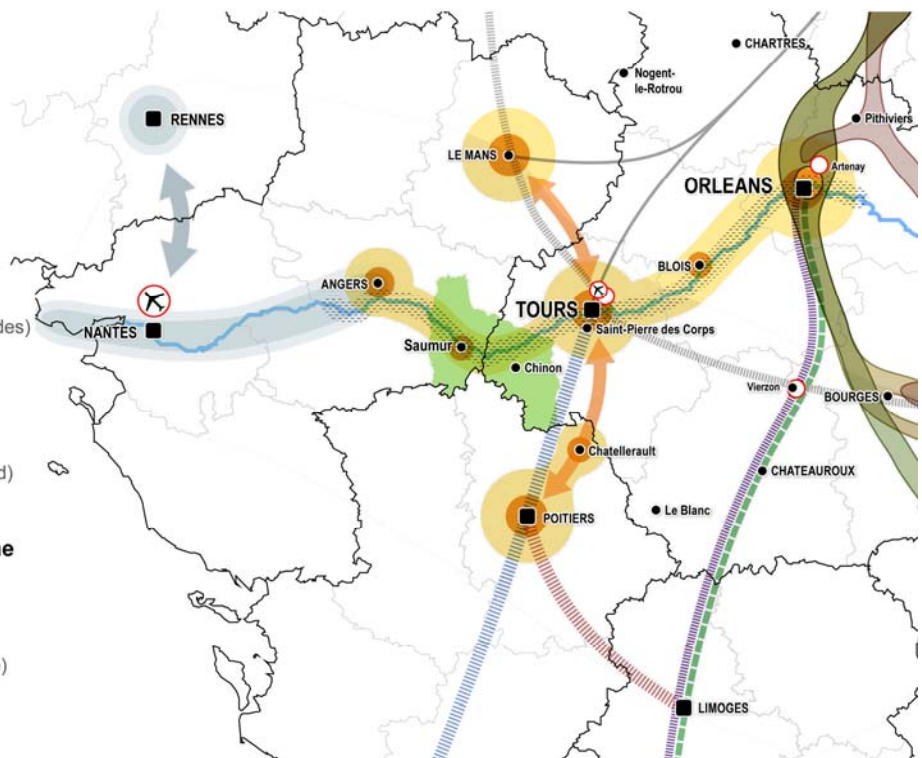 CHARTRES
Nogent-
le-Rotrou
RENNES
Pithiviers
LE MANS
Artenay
ORLEANS
BLOIS
ANGERS
TOURS
des)
NANTES
Saint-Pierre des Corps
Saumur
Chinon
Vierzon
BOURGES
Chatellerault
d)
CHATEAUROUX
Le Blanc
POITIERS
ne
e)
LIMOGES